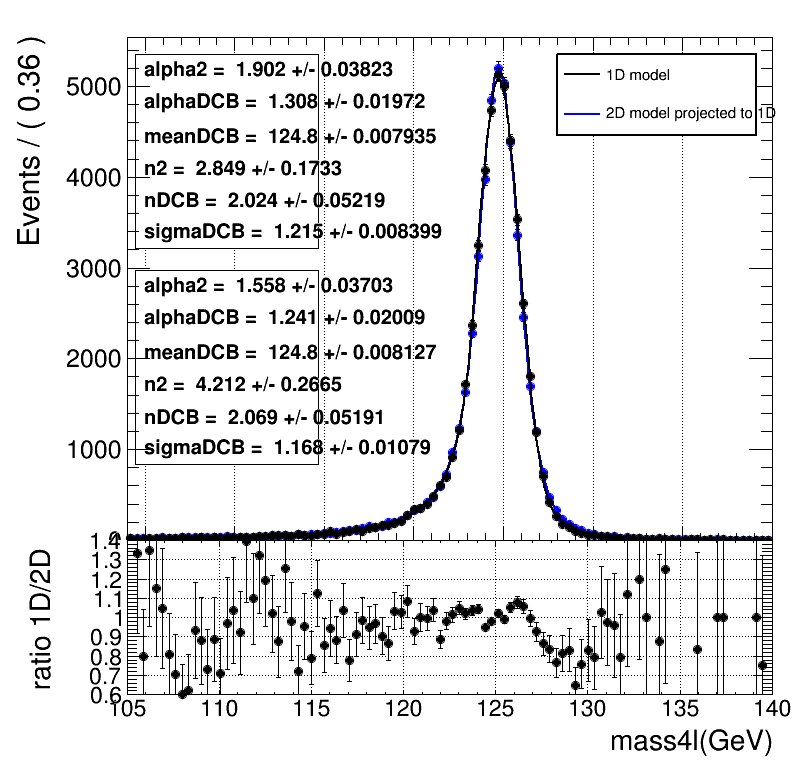 Events / ( 0.36 )
5000
4000
3000
2000
1000
alpha2 = 1.902 +/- 0.03823
alphaDCB = 1.308 +/- 0.01972
meanDCB = 124.8 +/- 0.007935
n2 = 2.849 +/- 0.1733
nDCB = 2.024 +/- 0.05219
sigmaDCB = 1.215 +/- 0.008399
alpha2 = 1.558 +/- 0.03703
alphaDCB = 1.241 +/- 0.02009
meanDCB = 124.8 +/- 0.008127
n2 = 4.212 +/- 0.2665
nDCB = 2.069 +/- 0.05191
sigmaDCB = 1.168 +/- 0.01079
1D model
2D model projected to 1D
ratio 1D/2D
1.4
1.3
1.2
1.1
1
0.9
0.8
0.7
0.6
105 110 115 120 125 130 135 140
mass4l(GeV)